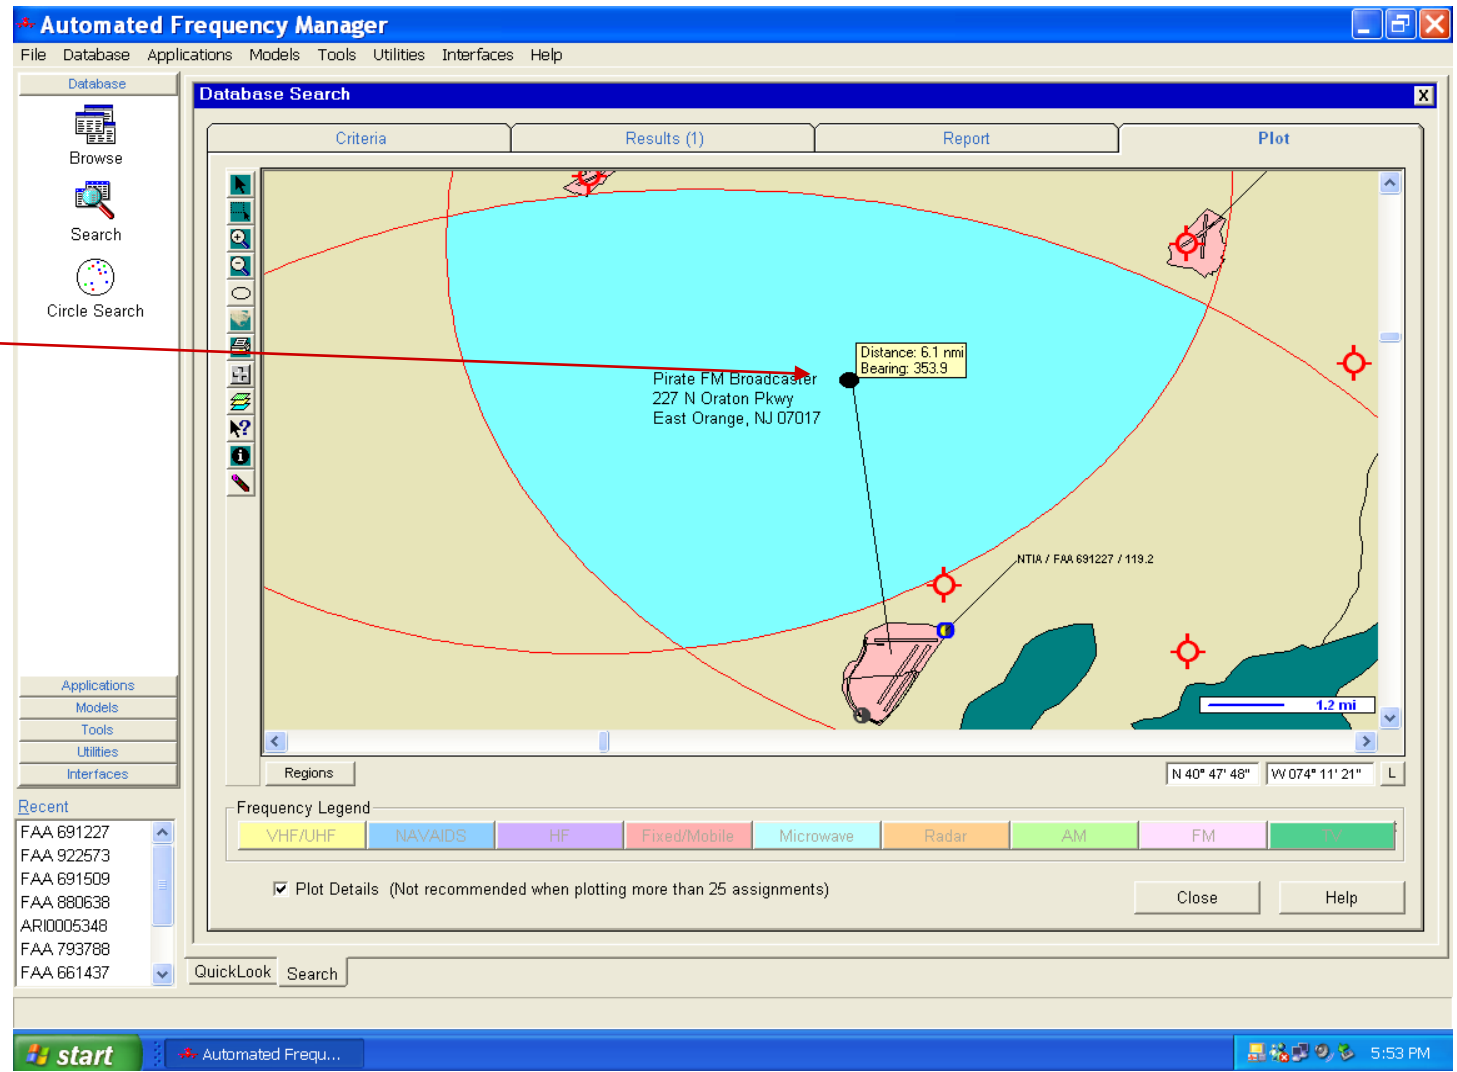 Automated Frequency Manager
File Database Applications Models Tools Utilities Interfaces Help
Database
Browse
Search
Circle Search
Applications
Models
Tools
Utilities
Interfaces
Recent
FAA 691227
FAA 922573
FAA 691509
FAA 880638
ARI0005348
FAA 793788
FAA 661437
Database Search
Criteria
Results (1)
Report
Plot
Distance: 6.1 nmi
Bearing: 353.9
Pirate FM Broadcaster
227 N Oraton Pkwy
East Orange, NJ 07017
NTIA / FAA 691227 / 119.2
1.2 mi
Regions
N 40° 47' 48" W 074° 11' 21" L
Frequency Legend
VHF/UHF NAVAIDS HF Fixed/Mobile Microwave Radar AM FM TV
Plot Details (Not recommended when plotting more than 25 assignments)
Close
Help
QuickLook Search
start
Automated Frequ...
5:53 PM